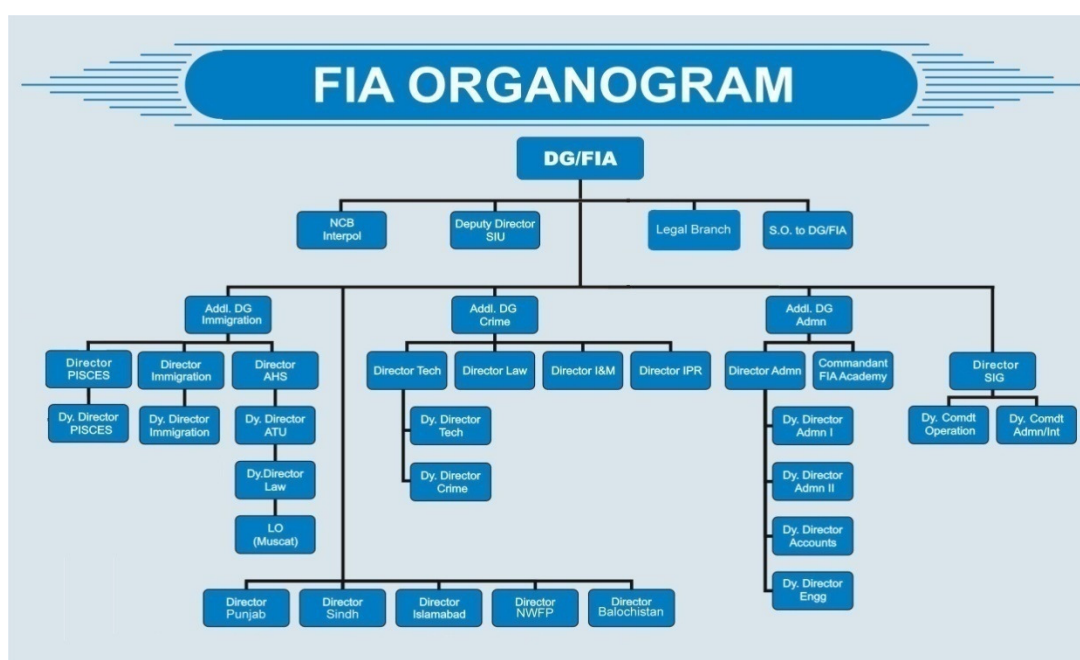 FIA ORGANOGRAM
DG/FIA
NCB
Interpol
Deputy Director
SIU
Legal Branch
S.O. to DG/FIA
Addl. DG
Immigration
Addl. DG
Crime
Addl. DG
Admn
Director
PISCES
Director
Immigration
Director
AHS
Director Tech
Director Law
Director I&M
Director IPR
Director Admn
Commandant
FIA Academy
Director
SIG
Dy. Director
PISCES
Dy. Director
Immigration
Dy. Director
ATU
Dy. Director
Tech
Dy. Director
Admn I
Dy. Comdt
Operation
Dy. Comdt
Admn/Int
Dy.Director
Law
Dy. Director
Crime
Dy. Director
Admn II
LO
(Muscat)
Dy. Director
Accounts
Dy. Director
Engg
Director
Punjab
Director
Sindh
Director
Islamabad
Director
NWFP
Director
Balochistan